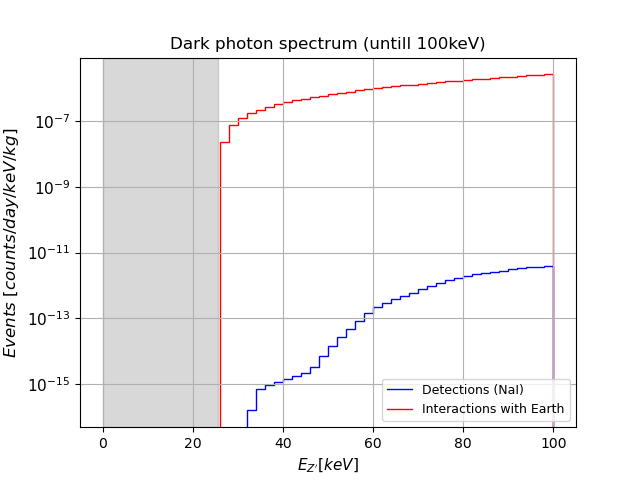 Dark photon spectrum (untill 100keV)
Events [counts/day/keV/kg]
10⁻⁷
10⁻⁹
10⁻¹¹
10⁻¹³
10⁻¹⁵
Detections (NaI)
Interactions with Earth
0 20 40 60 80 100
E_{Z'}[keV]